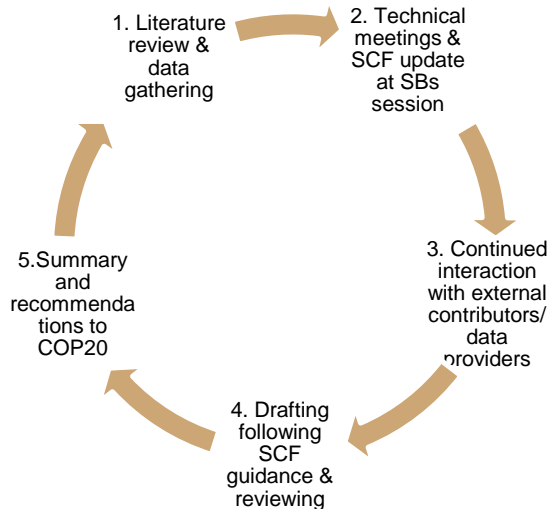 1. Literature
review &
data
gathering
2. Technical
meetings &
SCF update
at SBs
session
3. Continued
interaction
with external
contributors/
data
providers
4. Drafting
following
SCF
guidance &
reviewing
5.Summary
and
recommenda
tions to
COP20